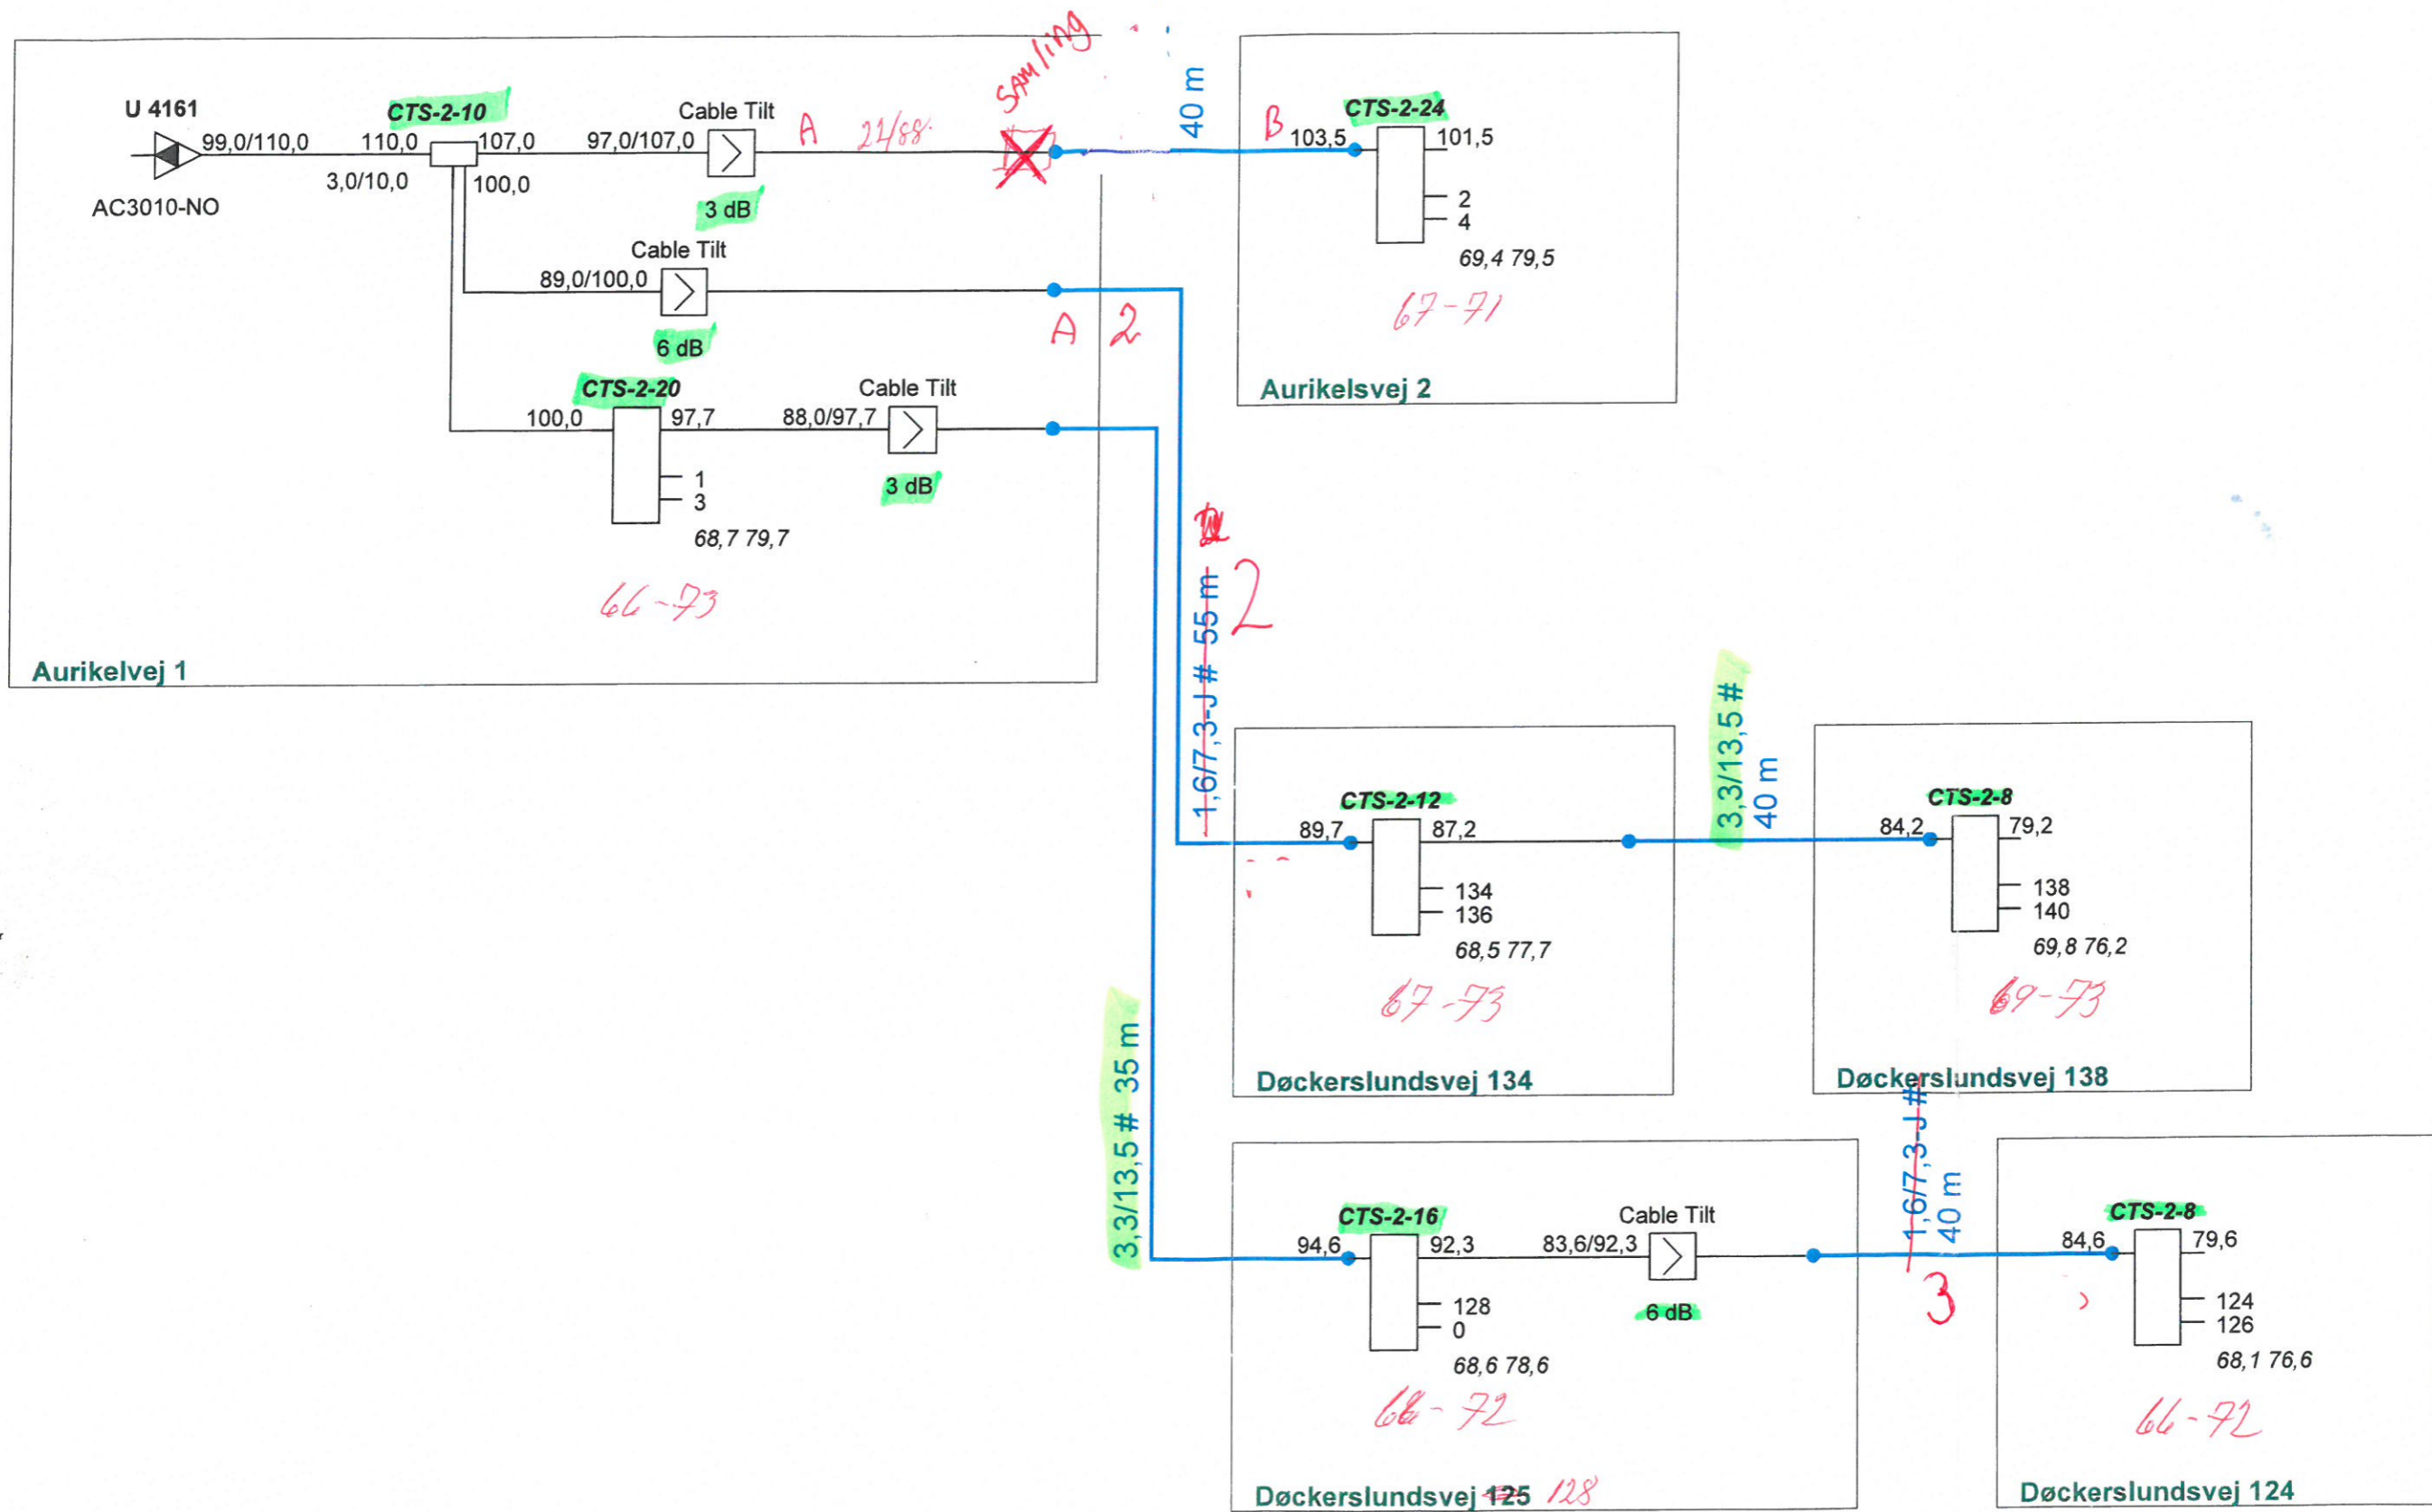 SAMling
U 4161
99,0/110,0
AC3010-NO
CTS-2-10
110,0
107,0
3,0/10,0
100,0
Cable Tilt
97,0/107,0
3 dB
A
21/88
40 m
B
103,5
CTS-2-24
101,5
2
4
69,4 79,5
67-71
Aurikelsvej 2
Cable Tilt
89,0/100,0
6 dB
A 2
CTS-2-20
100,0
97,7
1
3
68,7 79,7
66-73
Cable Tilt
88,0/97,7
3 dB
Aurikelvej 1
1,6/7,3-J # 55 m
2
CTS-2-12
89,7
87,2
134
136
68,5 77,7
67-73
Døckerslundsvej 134
3,3/13,5 #
40 m
CTS-2-8
84,2
79,2
138
140
69,8 76,2
69-73
Døckerslundsvej 138
3,3/13,5 # 35 m
CTS-2-16
94,6
92,3
128
0
68,6 78,6
66-72
Cable Tilt
83,6/92,3
6 dB
Døckerslundsvej 125 128
1,6/7,3-J #
40 m
3
CTS-2-8
84,6
79,6
124
126
68,1 76,6
66-72
Døckerslundsvej 124